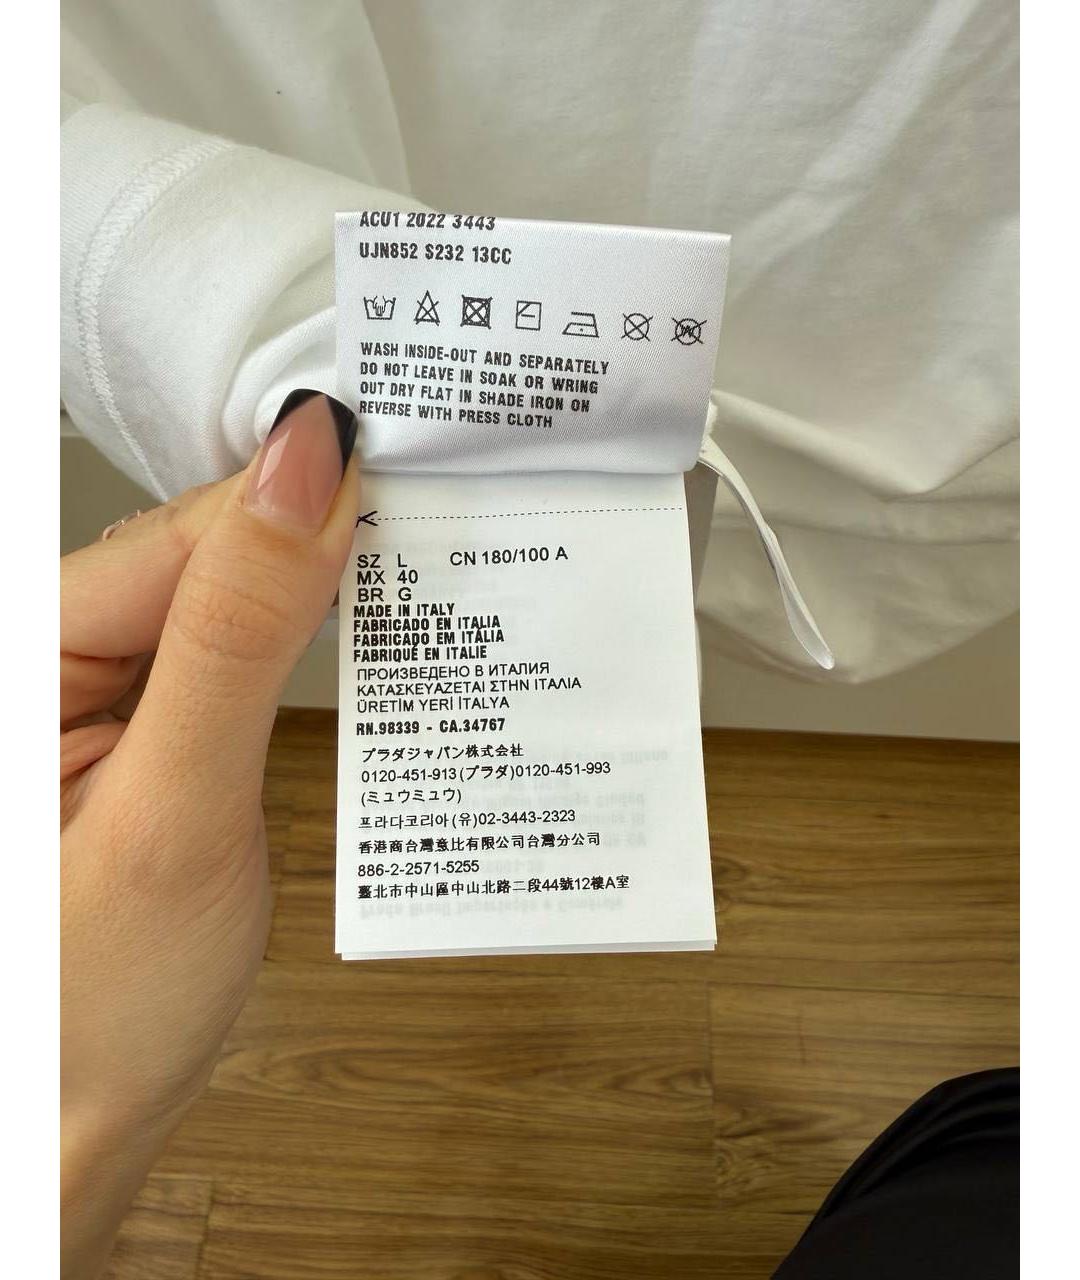 ACU1 2022 3443
UJN852 S232 13CC
WASH INSIDE-OUT AND SEPARATELY
DO NOT LEAVE IN SOAK OR WRING
OUT DRY FLAT IN SHADE IRON ON
REVERSE WITH PRESS CLOTH
SZ L CN 180/100 A
MX 40
BR G
MADE IN ITALY
FABRICADO EN ITALIA
FABRICADO EM ITÁLIA
FABRIQUÉ EN ITALIE
ПРОИЗВЕДЕНО В ИТАЛИЯ
ΚΑΤΑΣΚΕΥΑΖΕΤΑΙ ΣΤΗΝ ΙΤΑΛΙΑ
ÜRETİM YERİ İTALYA
RN.98339 - CA.34767
プラダジャパン株式会社
0120-451-913(プラダ)0120-451-993
(ミュウミュウ)
프라다코리아(유)02-3443-2323
香港商台灣意比有限公司台灣分公司
886-2-2571-5255
臺北市中山區中山北路二段44號12樓A室